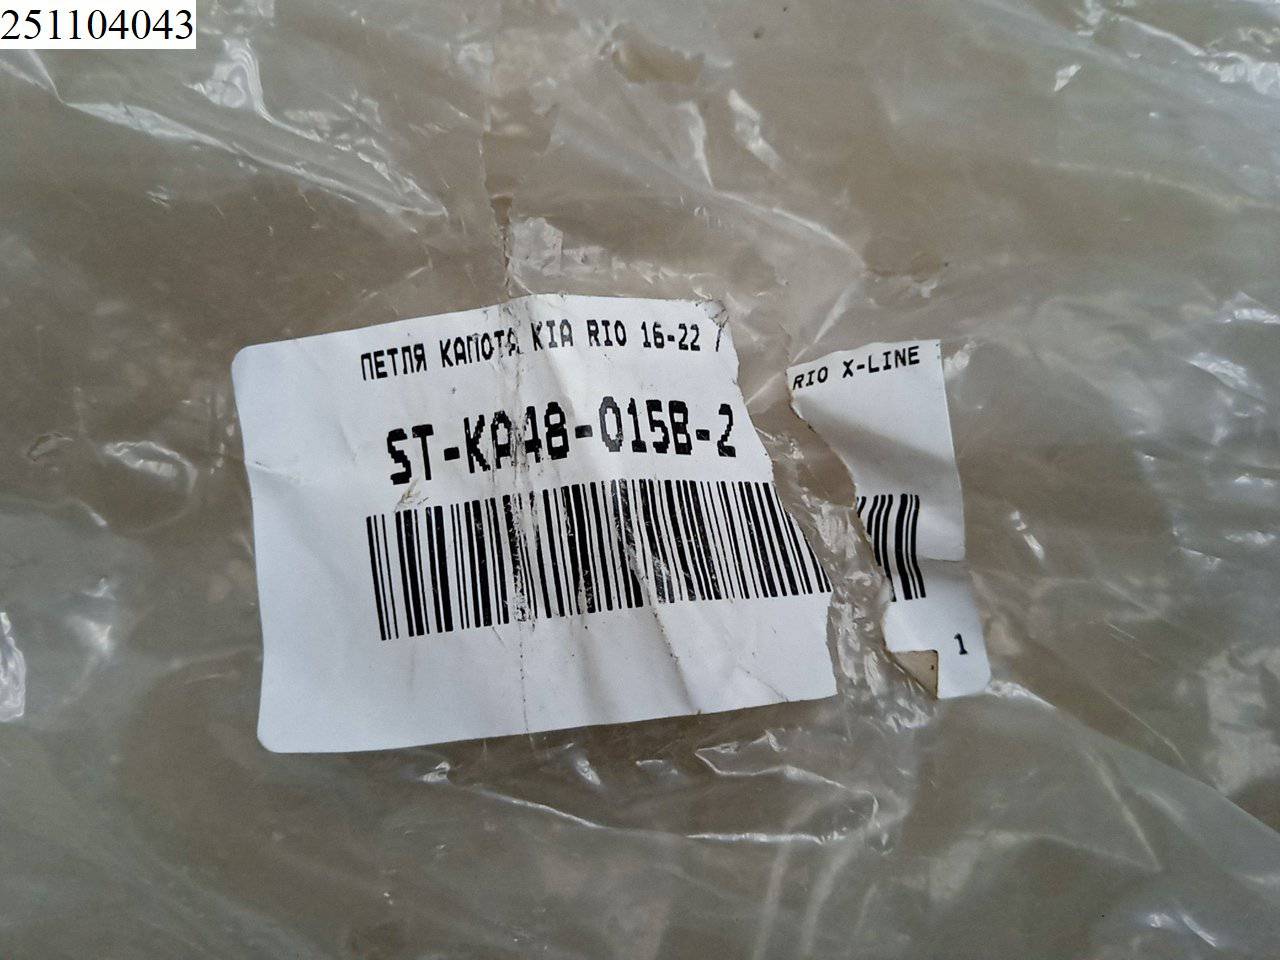 251104043
ПЕТЛЯ КАПОТА KIA RIO 16-22 / RIO X-LINE
ST-KA48-015B-2
1